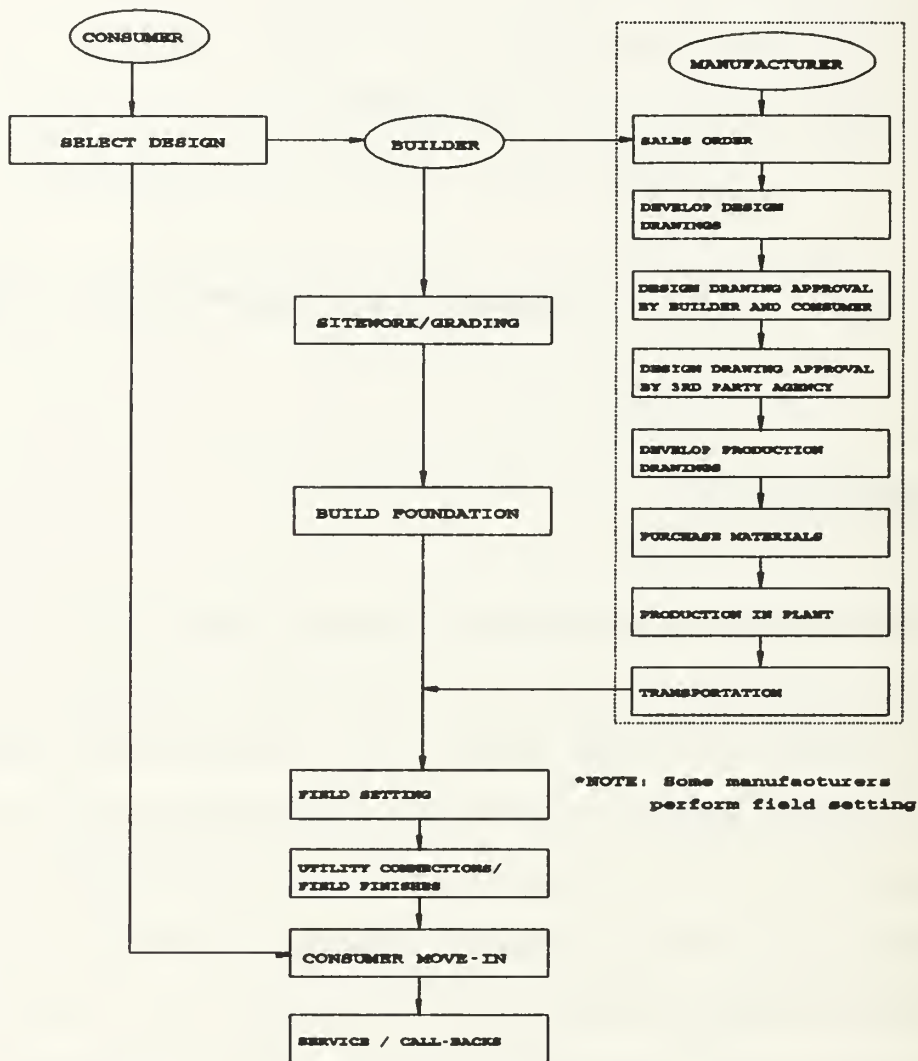 CONSUMER
SELECT DESIGN
BUILDER
SITEWORK/GRADING
BUILD FOUNDATION
FIELD SETTING
UTILITY CONNECTIONS/
FIELD FINISHES
CONSUMER MOVE-IN
SERVICE / CALL-BACKS
MANUFACTURER
SALES ORDER
DEVELOP DESIGN
DRAWINGS
DESIGN DRAWING APPROVAL
BY BUILDER AND CONSUMER
DESIGN DRAWING APPROVAL
BY 3RD PARTY AGENCY
DEVELOP PRODUCTION
DRAWINGS
PURCHASE MATERIALS
PRODUCTION IN PLANT
TRANSPORTATION
*NOTE: Some manufacturers
perform field setting